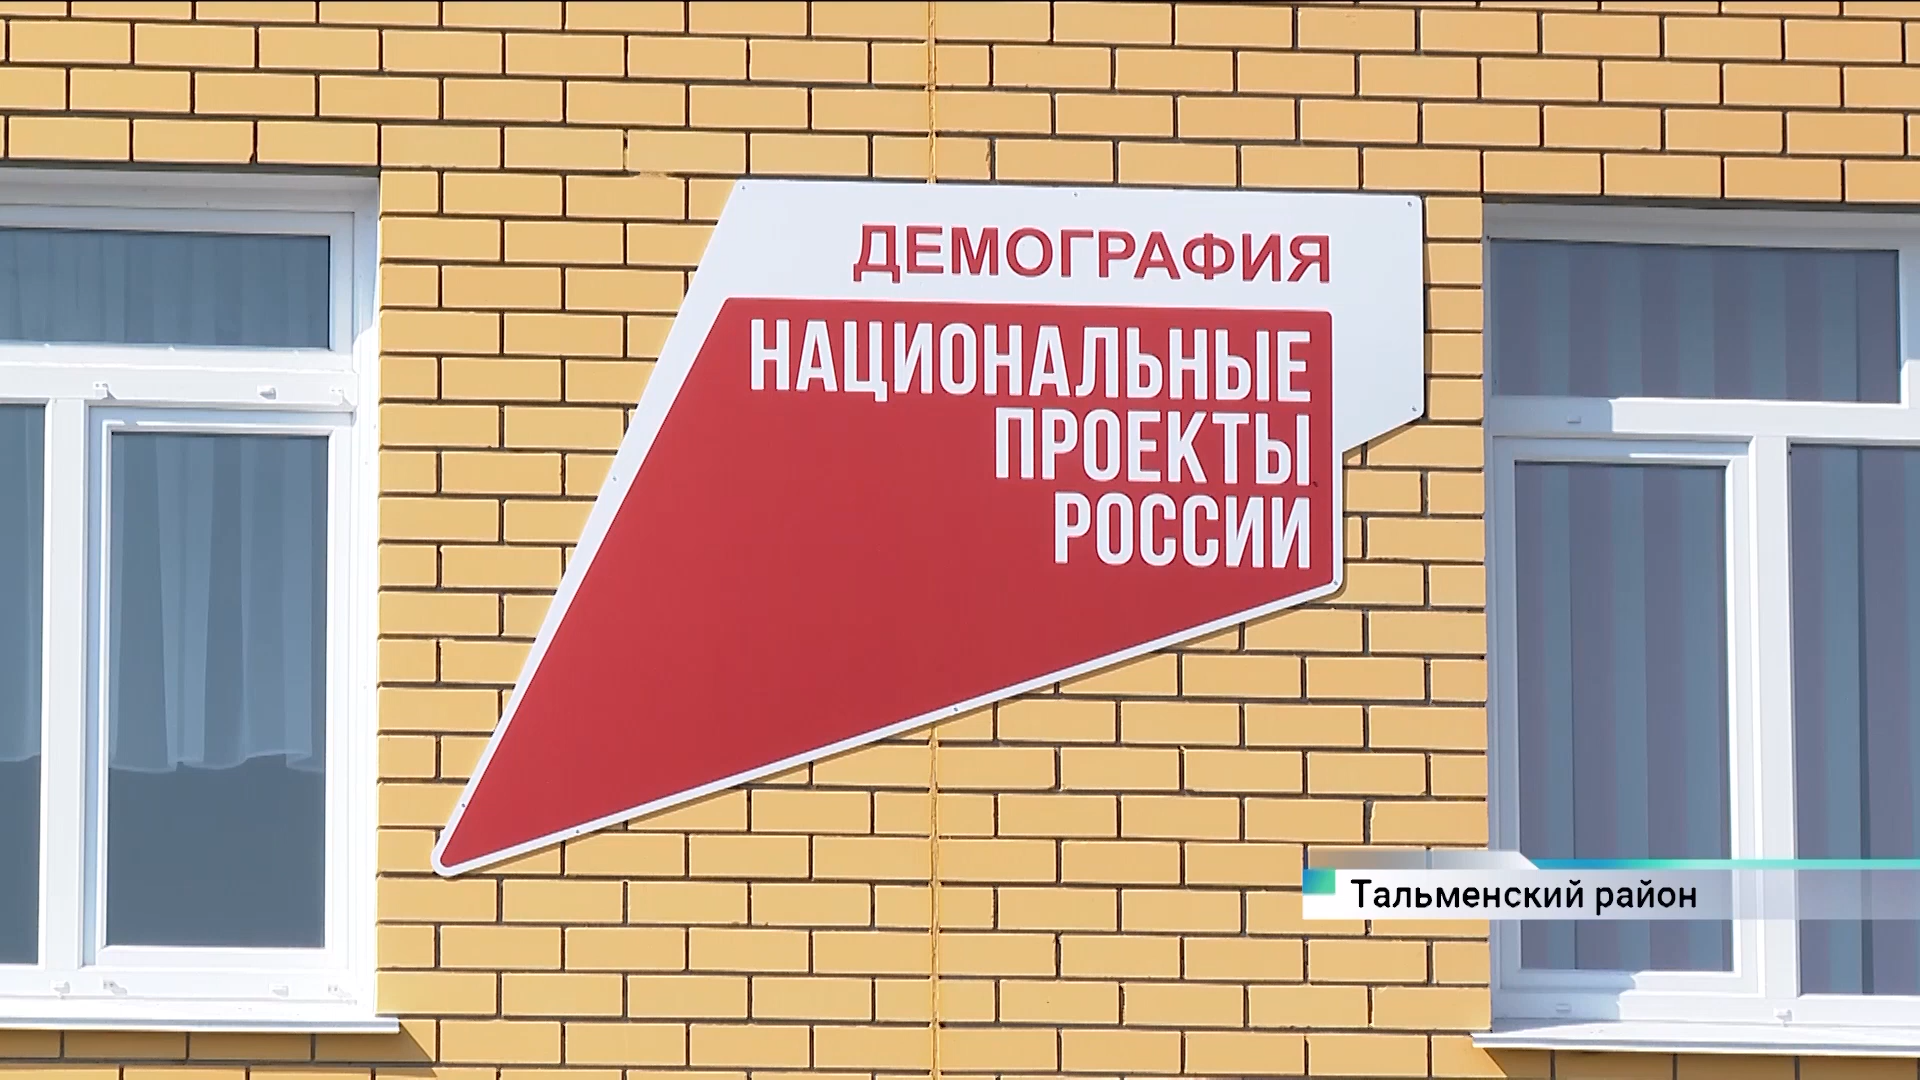 ДЕМОГРАФИЯ
НАЦИОНАЛЬНЫЕ
ПРОЕКТЫ
РОССИИ
Тальменский район